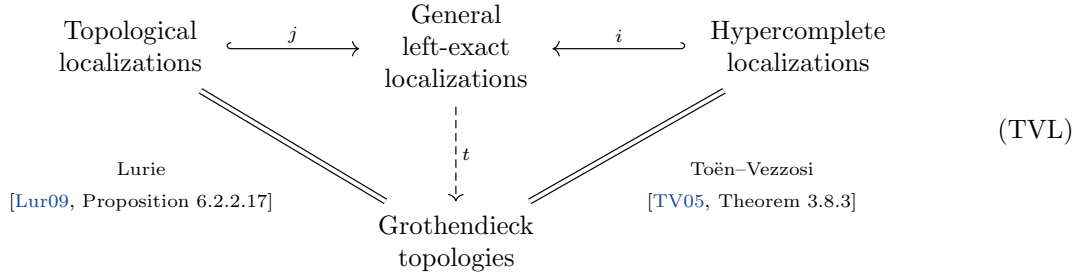 General
Topological
localizations
j
left-exact
localizations
i
Hypercomplete
localizations
t
(TVL)
Lurie
[Lur09, Proposition 6.2.2.17]
Toën–Vezzosi
[TV05, Theorem 3.8.3]
Grothendieck
topologies